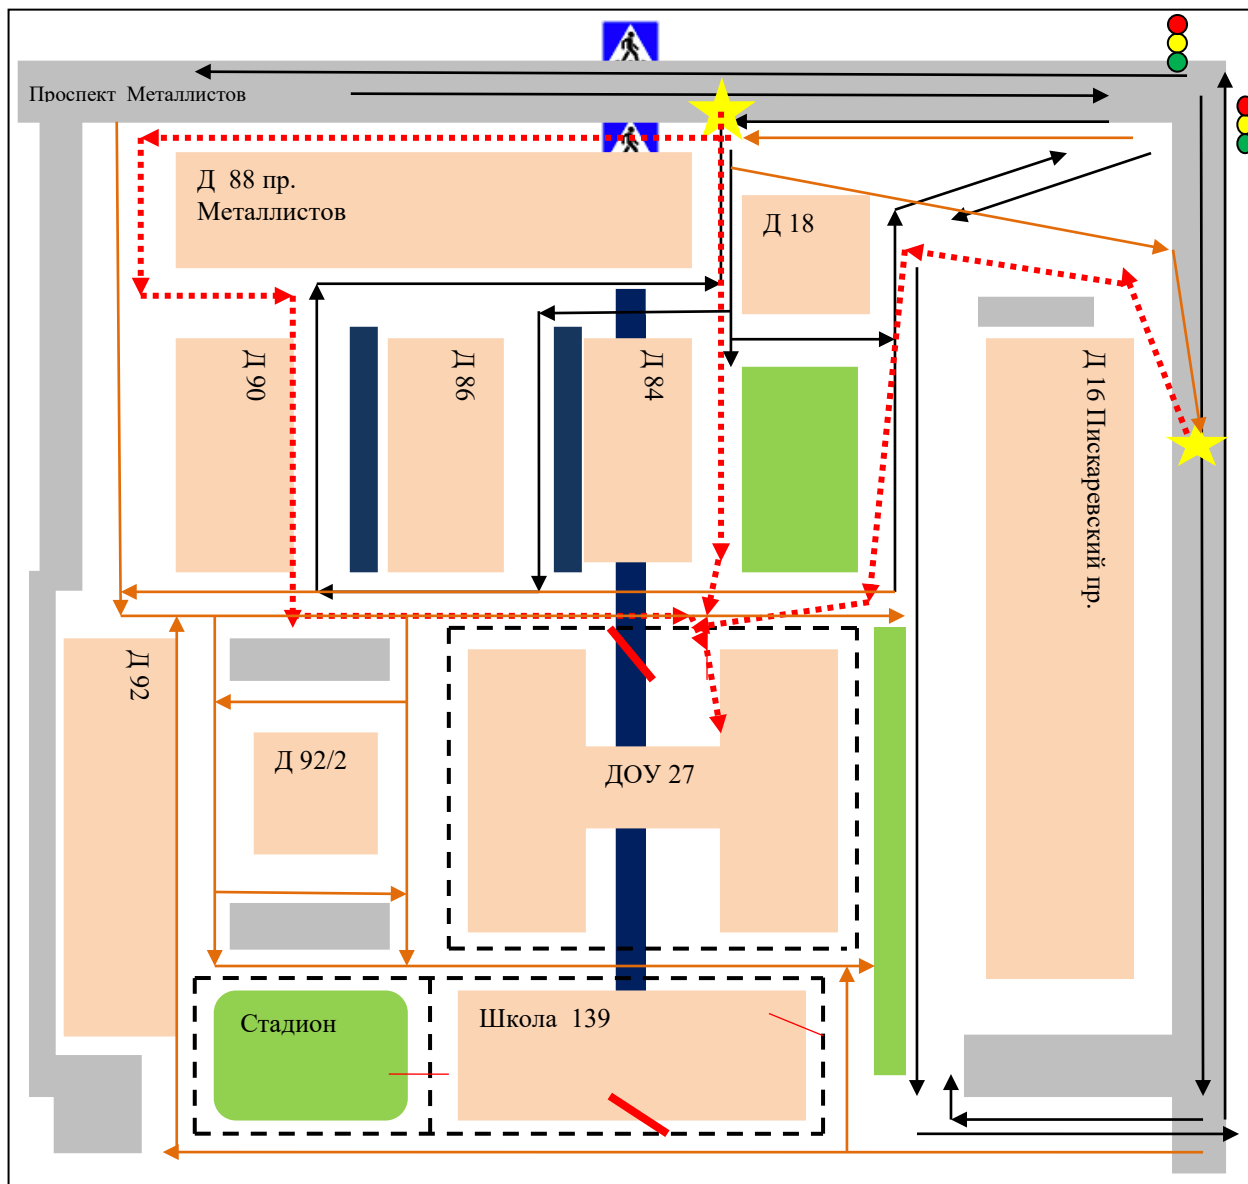 Проспект Металлистов
Д 88 пр.
Металлистов
Д 18
Д 90
Д 86
Д 84
Д 16 Пискаревский пр.
Д 92
Д 92/2
ДОУ 27
Стадион
Школа 139